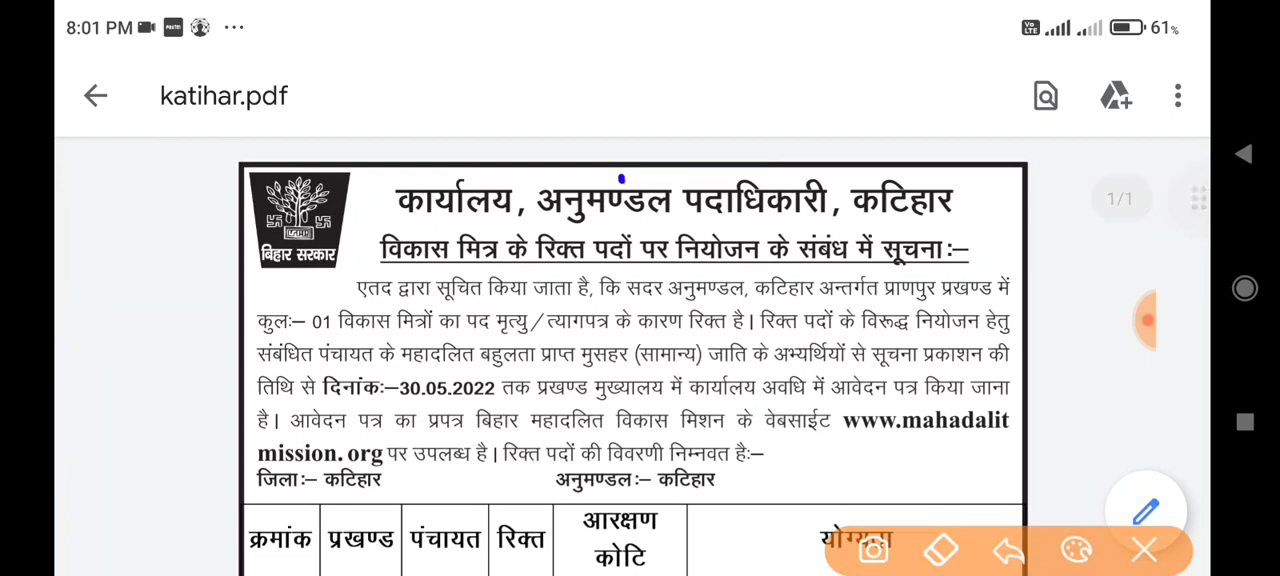 8:01 PM paytm ... Vo LTE 61%
katihar.pdf
1/1
बिहार सरकार
कार्यालय, अनुमण्डल पदाधिकारी, कटिहार
विकास मित्र के रिक्त पदों पर नियोजन के संबंध में सूचनाः–
एतद द्वारा सूचित किया जाता है, कि सदर अनुमण्डल, कटिहार अन्तर्गत प्राणपुर प्रखण्ड में
कुलः– 01 विकास मित्रों का पद मृत्यु/त्यागपत्र के कारण रिक्त है। रिक्त पदों के विरूद्ध नियोजन हेतु
संबंधित पंचायत के महादलित बहुलता प्राप्त मुसहर (सामान्य) जाति के अभ्यर्थियों से सूचना प्रकाशन की
तिथि से दिनांकः–30.05.2022 तक प्रखण्ड मुख्यालय में कार्यालय अवधि में आवेदन पत्र किया जाना
है। आवेदन पत्र का प्रपत्र बिहार महादलित विकास मिशन के वेबसाईट www.mahadalit
mission.org पर उपलब्ध है। रिक्त पदों की विवरणी निम्नवत हैः–
जिलाः– कटिहार अनुमण्डलः– कटिहार
क्रमांक प्रखण्ड पंचायत रिक्त आरक्षण कोटि योग्यता